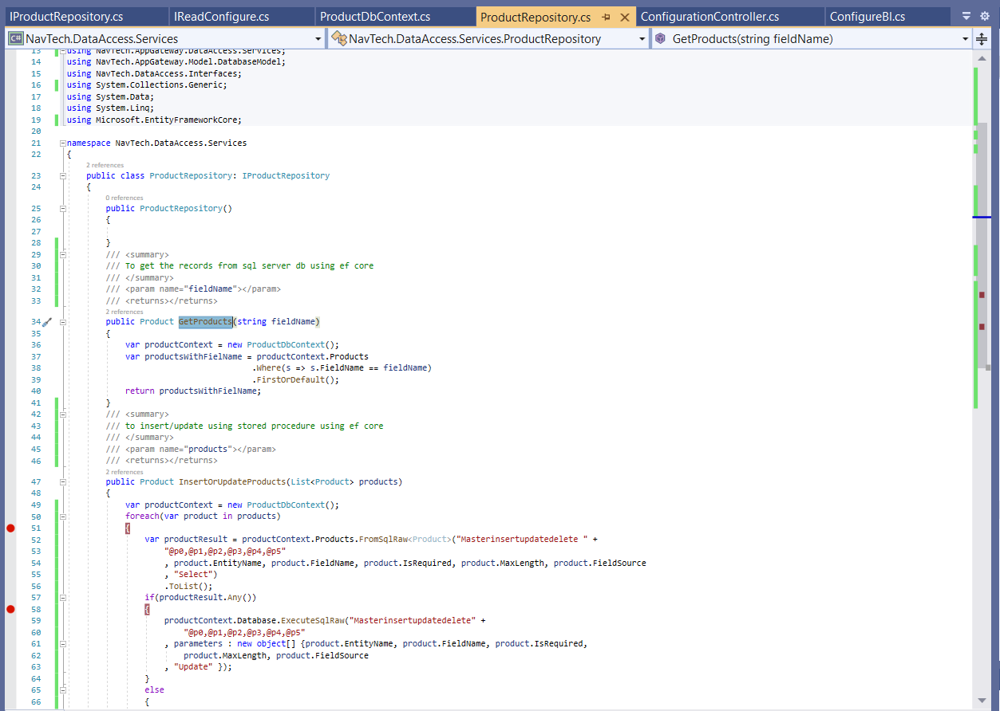 IProductRepository.cs IReadConfigure.cs ProductDbContext.cs ProductRepository.cs ConfigurationController.cs ConfigureBl.cs
C# NavTech.DataAccess.Services NavTech.DataAccess.Services.ProductRepository GetProducts(string fieldName)
13 using NavTech.AppGateway.DataAccess.Services;
14 using NavTech.AppGateway.Model.DatabaseModel;
15 using NavTech.DataAccess.Interfaces;
16 using System.Collections.Generic;
17 using System.Data;
18 using System.Linq;
19 using Microsoft.EntityFrameworkCore;
20
21 namespace NavTech.DataAccess.Services
22 {
2 references
23 public class ProductRepository: IProductRepository
24 {
0 references
25 public ProductRepository()
26 {
27
28 }
29 /// <summary>
30 /// To get the records from sql server db using ef core
31 /// </summary>
32 /// <param name="fieldName"></param>
33 /// <returns></returns>
2 references
34 public Product GetProducts(string fieldName)
35 {
36 var productContext = new ProductDbContext();
37 var productsWithFielName = productContext.Products
38 .Where(s => s.FieldName == fieldName)
39 .FirstOrDefault();
40 return productsWithFielName;
41 }
42 /// <summary>
43 /// to insert/update using stored procedure using ef core
44 /// </summary>
45 /// <param name="products"></param>
46 /// <returns></returns>
2 references
47 public Product InsertOrUpdateProducts(List<Product> products)
48 {
49 var productContext = new ProductDbContext();
50 foreach(var product in products)
51 {
52 var productResult = productContext.Products.FromSqlRaw<Product>("Masterinsertupdatedelete " +
53 "@p0,@p1,@p2,@p3,@p4,@p5"
54 , product.EntityName, product.FieldName, product.IsRequired, product.MaxLength, product.FieldSource
55 , "Select")
56 .ToList();
57 if(productResult.Any())
58 {
59 productContext.Database.ExecuteSqlRaw("Masterinsertupdatedelete" +
60 "@p0,@p1,@p2,@p3,@p4,@p5"
61 , parameters : new object[] {product.EntityName, product.FieldName, product.IsRequired,
62 product.MaxLength, product.FieldSource
63 , "Update" });
64 }
65 else
66 {